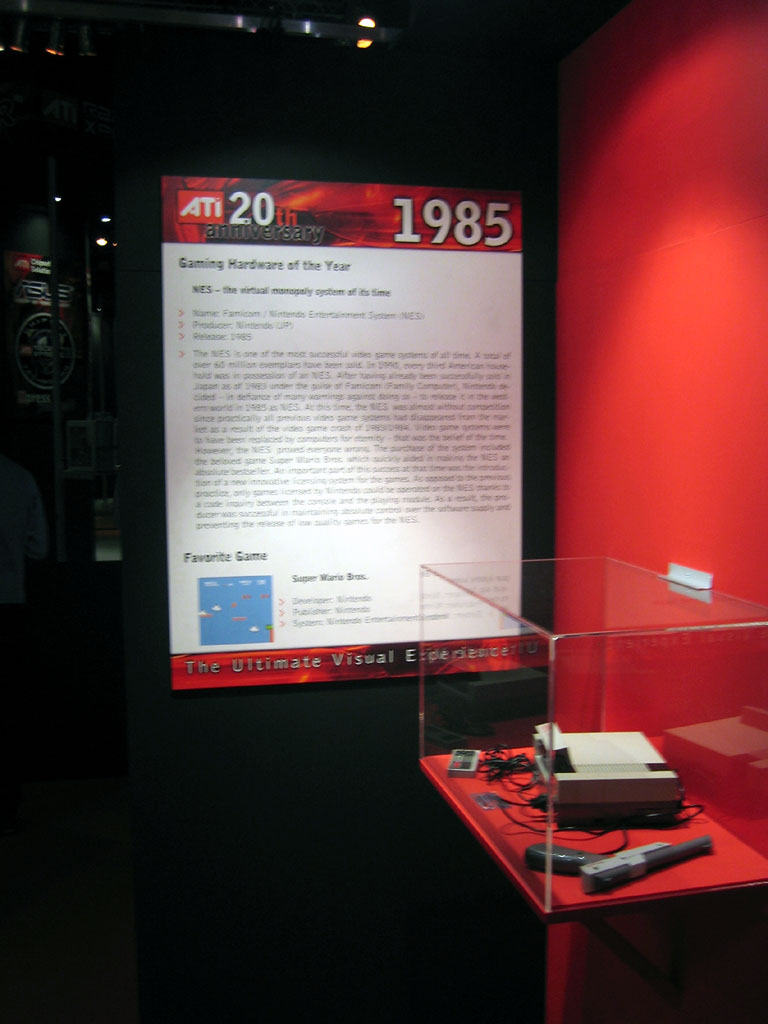 ATi 20th
anniversary
1985
Gaming Hardware of the Year
NES – the virtual monopoly system of its time
Name: Famicom / Nintendo Entertainment System (NES)
Producer: Nintendo (JP)
Release: 1985
The NES is one of the most successful video game systems of all time. A total of
over 60 million exemplars have been sold. In 1990, every third American house-
hold was in possession of an NES. After having already been successfully sold in
Japan as of 1983 under the guise of Famicom (Family Computer), Nintendo de-
cided – in defiance of many warnings against doing so – to release it in the west-
ern world in 1985 as NES. At this time, the NES was almost without competition
since practically all previous video game systems had disappeared from the mar-
ket as a result of the video game crash of 1983/1984. Video game systems were
to have been replaced by computers for eternity – that was the belief of the time.
However, the NES proved everyone wrong. The purchase of the system included
the beloved game Super Mario Bros. which quickly aided in making the NES an
absolute bestseller. An important part of this success at that time was the introduc-
tion of a new innovative licensing system for the games. As opposed to the previous
practice, only games licensed by Nintendo could be operated on the NES thanks to
a code inquiry between the console and the playing module. As a result, the pro-
ducer was successful in maintaining absolute control over the software supply and
preventing the release of low quality games for the NES.
Favorite Game
Super Mario Bros.
Developer: Nintendo
Publisher: Nintendo
System: Nintendo Entertainment System
The Ultimate Visual Experience
ATi
ASUS